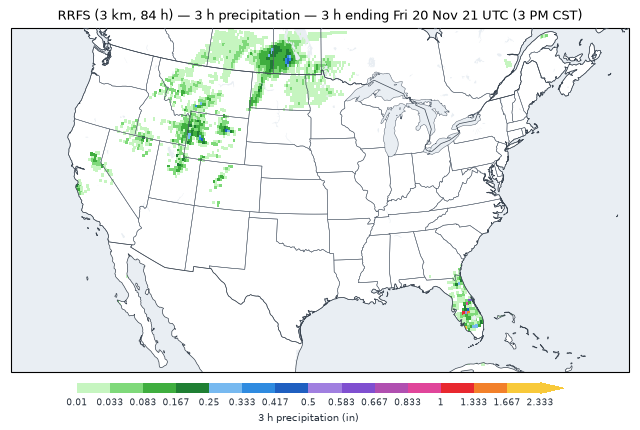 RRFS (3 km, 84 h) — 3 h precipitation — 3 h ending Fri 20 Nov 21 UTC (3 PM CST)
0.01 0.033 0.083 0.167 0.25 0.333 0.417 0.5 0.583 0.667 0.833 1 1.333 1.667 2.333
3 h precipitation (in)